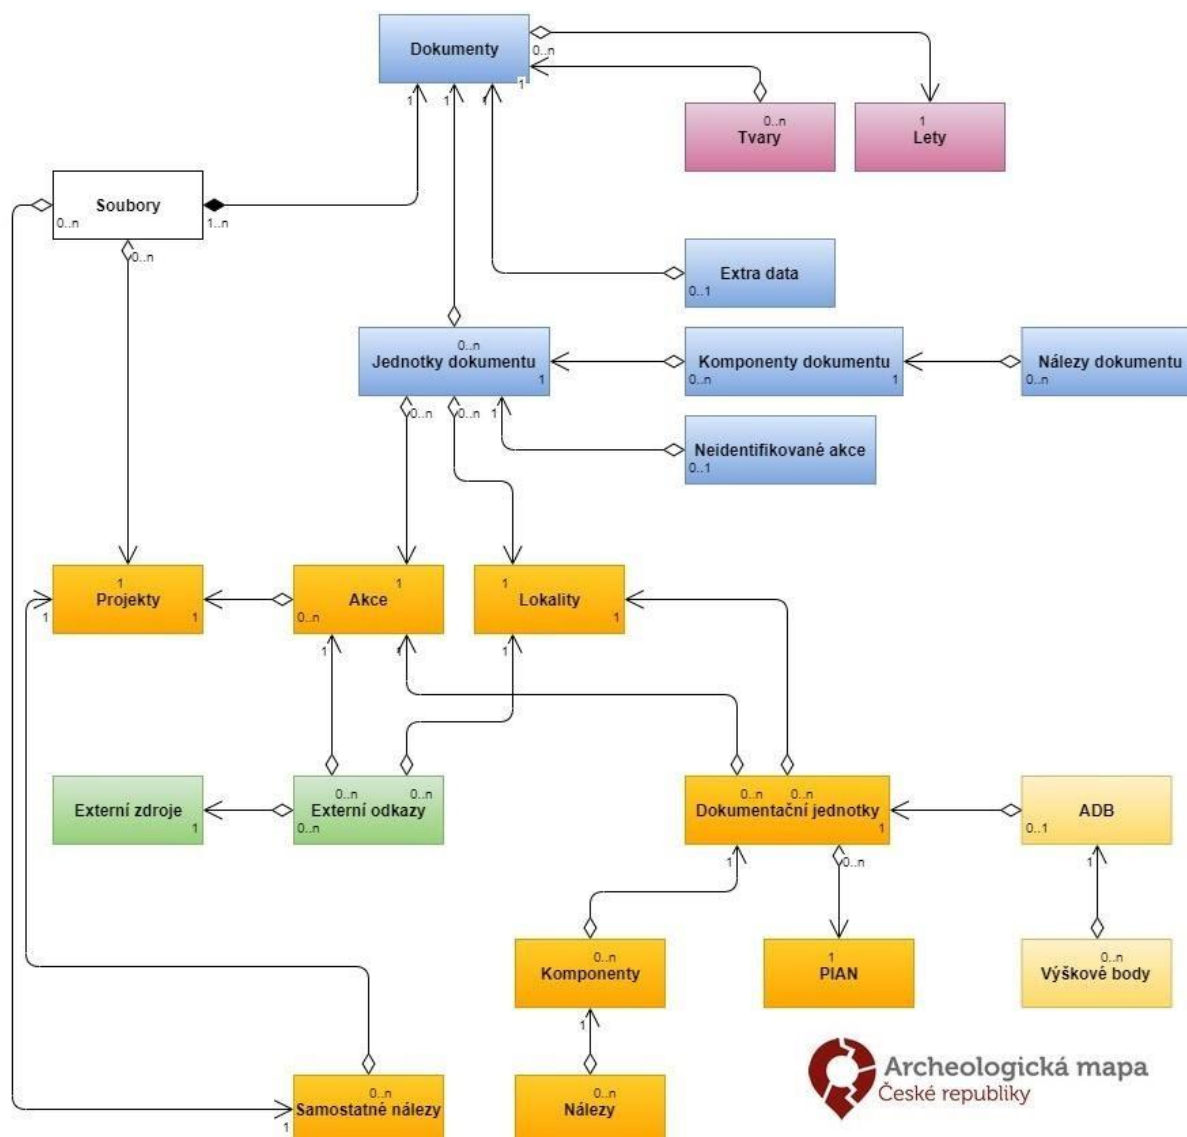 Dokumenty
0..n
1
1
1
1
0..n
Tvary
1
Lety
Soubory
0..n
1..n
0..n
Extra data
0..1
0..n
Jednotky dokumentu
1
Komponenty dokumentu
0..n
1
Nálezy dokumentu
0..n
0..n
0..n
1
Neidentifikované akce
0..1
1
Projekty
1
1
1
Akce
0..n
1
Lokality
1
1
1
1
Externí zdroje
1
0..n
0..n
Externí odkazy
0..n
0..n
0..n
Dokumentační jednotky
1
ADB
0..1
1
0..n
1
0..n
Komponenty
1
PIAN
0..n
Výškové body
1
0..n
Samostatné nálezy
1
0..n
Nálezy
Archeologická mapa
České republiky